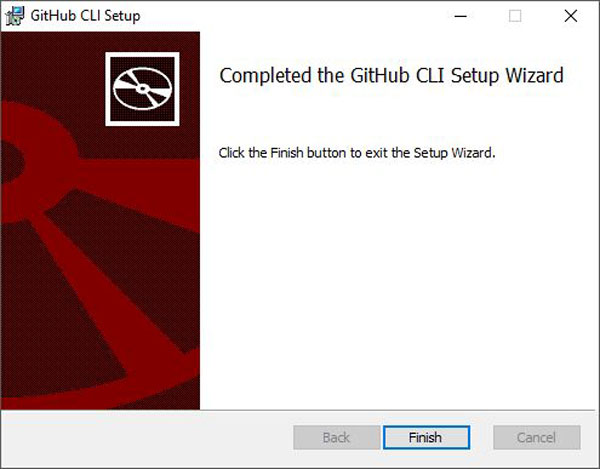 GitHub CLI Setup
Completed the GitHub CLI Setup Wizard
Click the Finish button to exit the Setup Wizard.
Back
Finish
Cancel